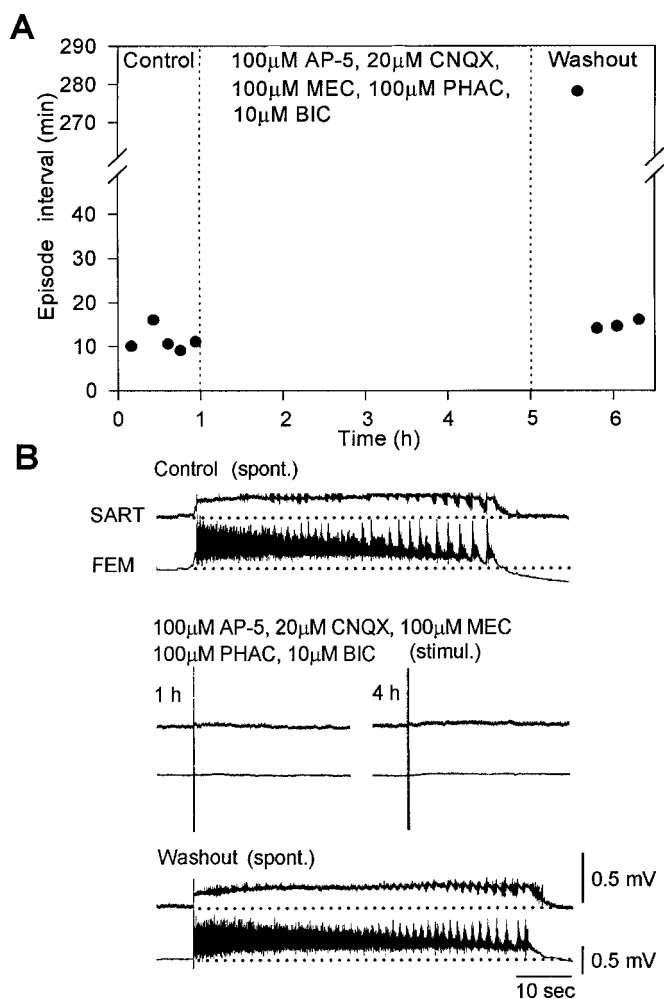 A
Episode interval (min)
290
280
270
40
30
20
10
0
Control
100μM AP-5, 20μM CNQX,
100μM MEC, 100μM PHAC,
10μM BIC
Washout
0 1 2 3 4 5 6
Time (h)
B
Control (spont.)
SART
FEM
100μM AP-5, 20μM CNQX, 100μM MEC
100μM PHAC, 10μM BIC (stimul.)
1 h
4 h
Washout (spont.)
0.5 mV
0.5 mV
10 sec